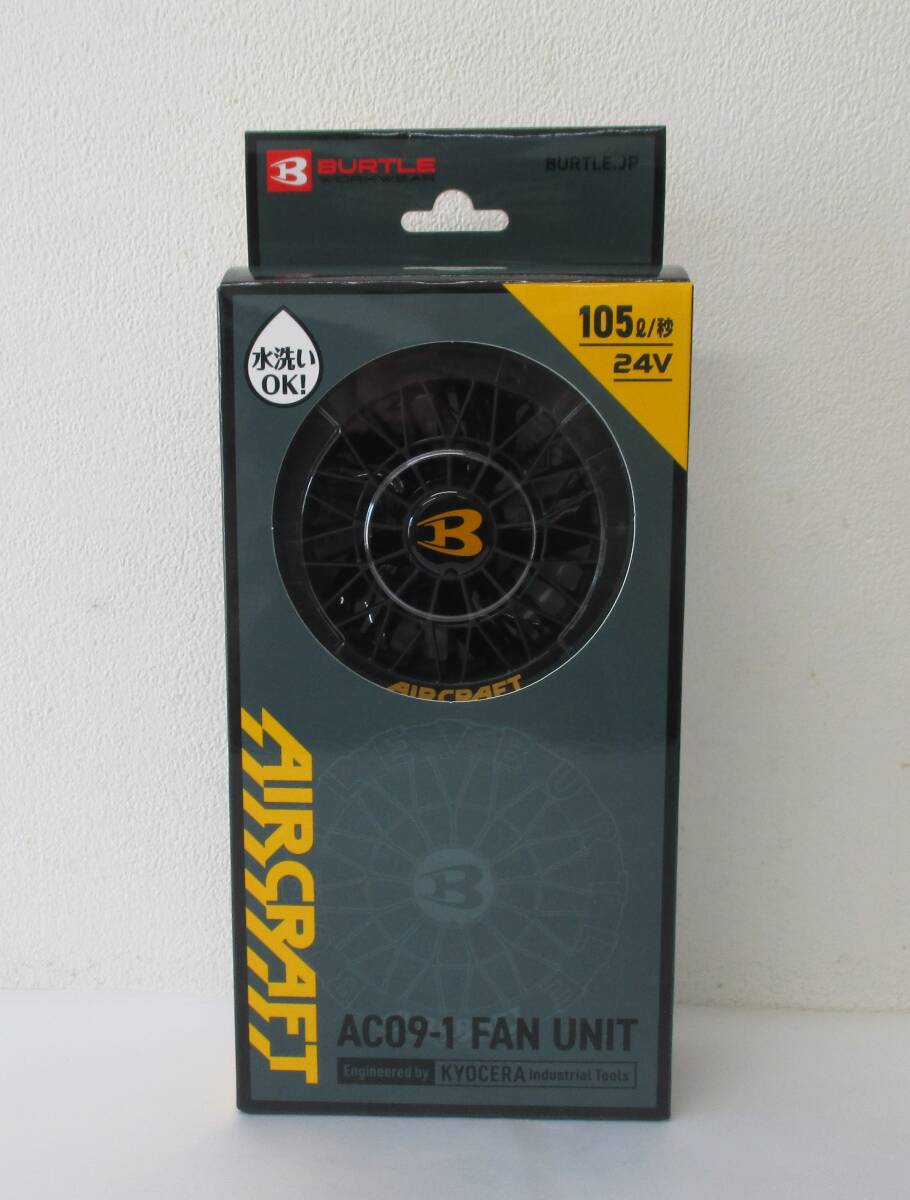 BURTLE
WORKWEAR
BURTLE.JP
105ℓ/秒
24V
水洗い
OK!
B
AIRCRAFT
AIRCRAFT
B
AC09-1 FAN UNIT
Engineered by KYOCERA Industrial Tools